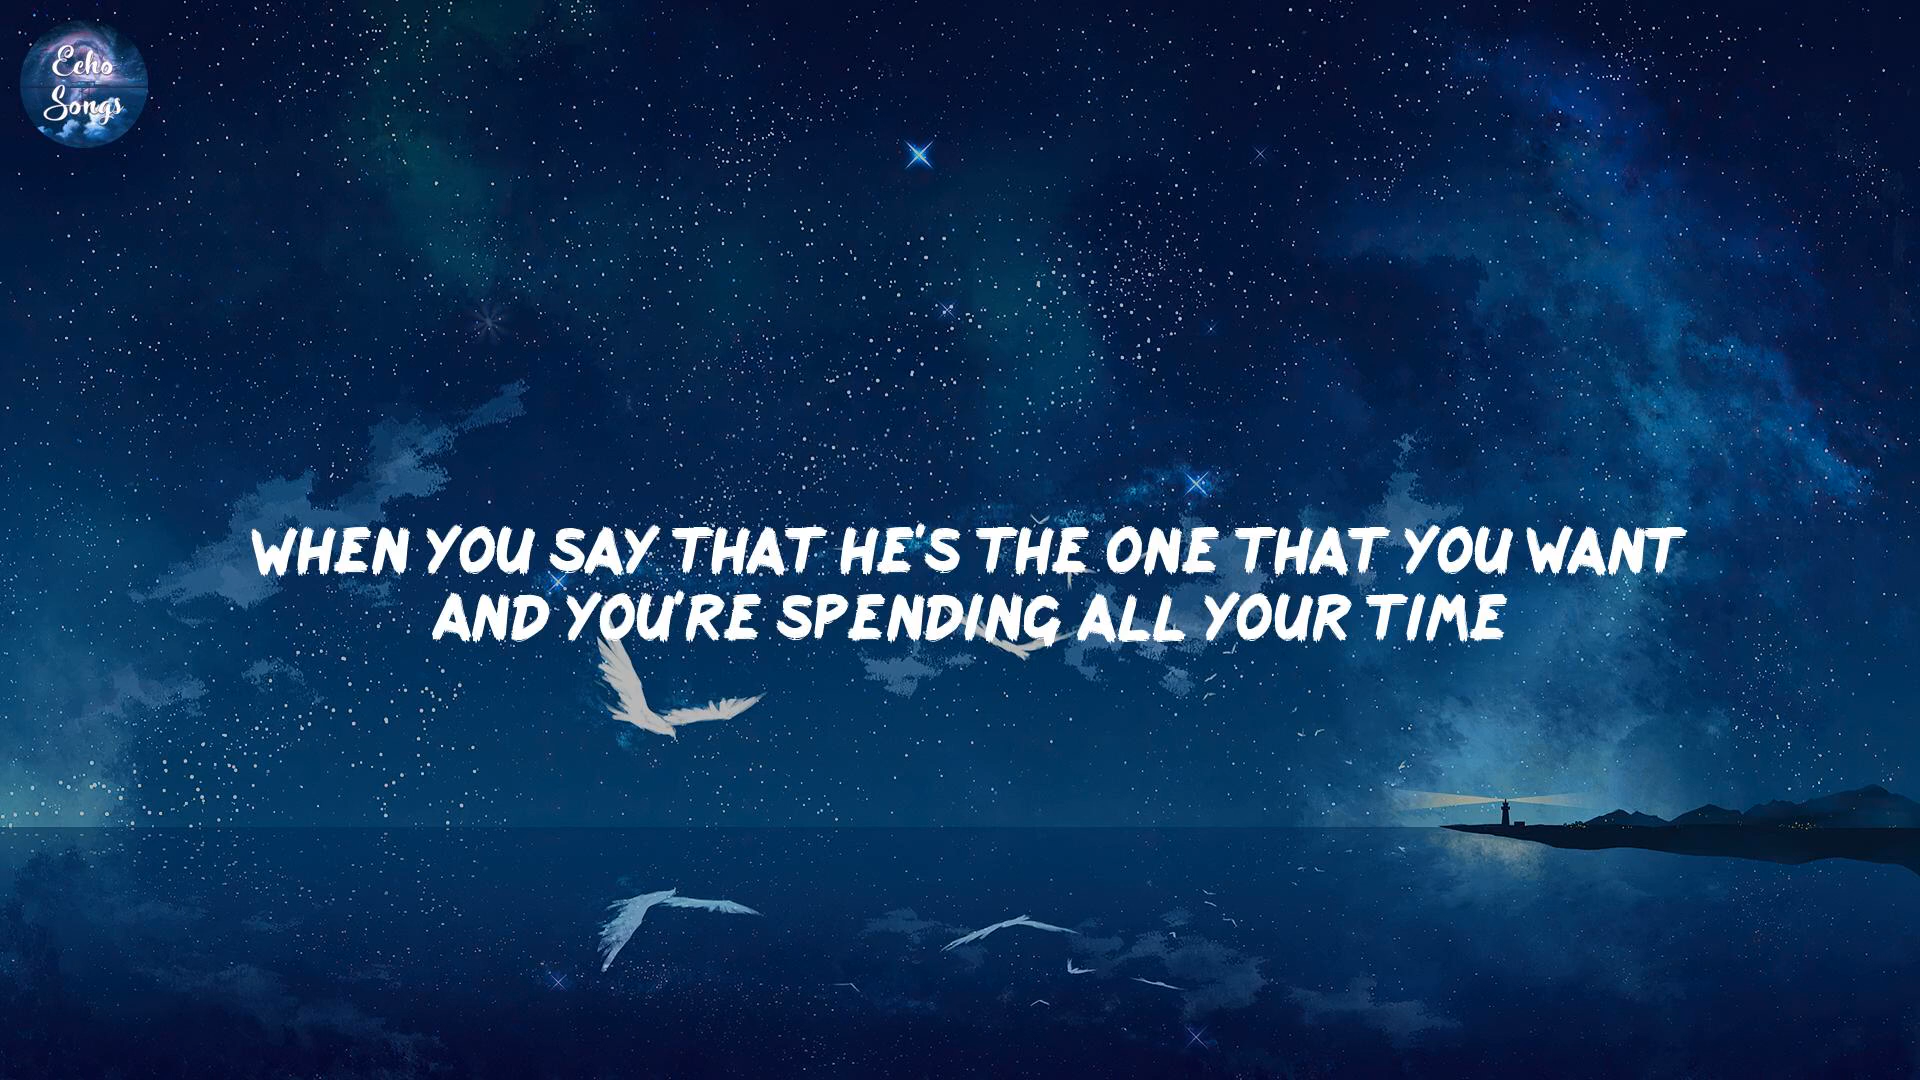 Echo
Songs
WHEN YOU SAY THAT HE'S THE ONE THAT YOU WANT
AND YOU'RE SPENDING ALL YOUR TIME